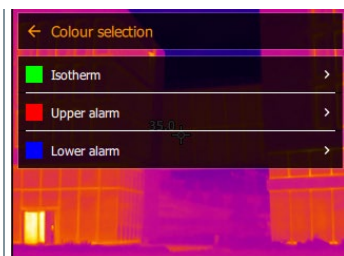 Colour selection
Isotherm
Upper alarm
35.0
Lower alarm